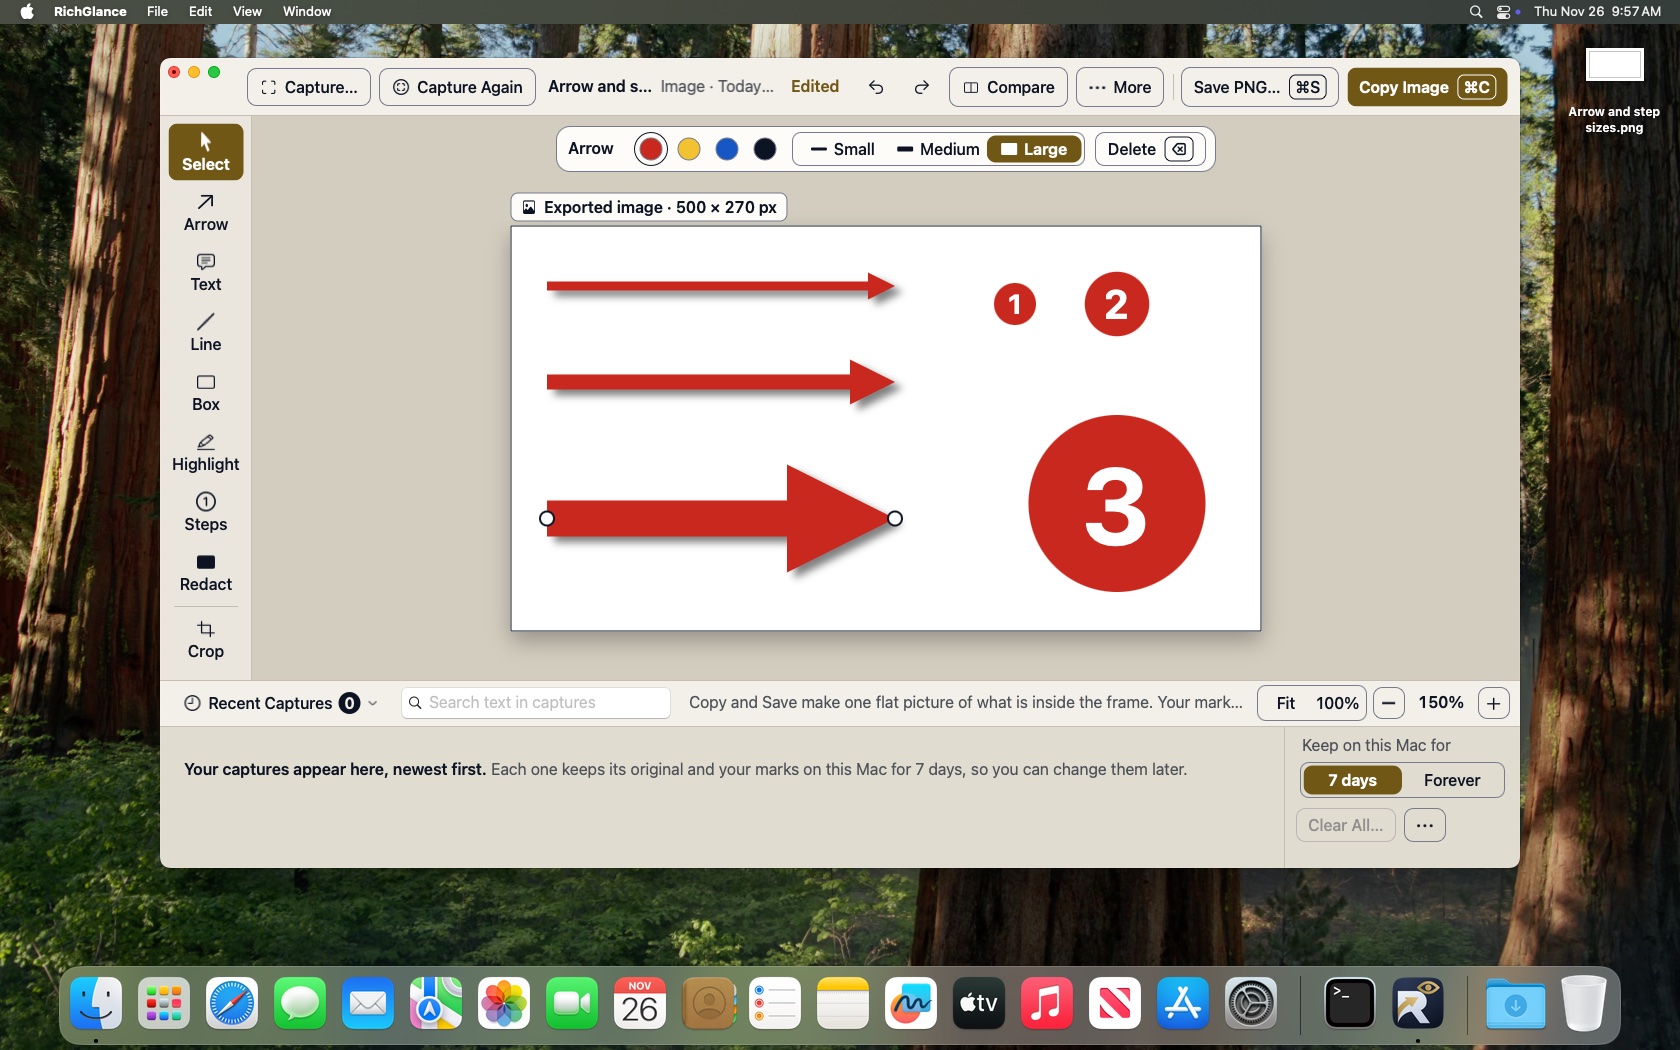 RichGlance File Edit View Window
Thu Nov 26 9:57 AM
Capture...
Capture Again
Arrow and s... Image · Today... Edited
Compare
More
Save PNG... ⌘S
Copy Image ⌘C
Arrow and step
sizes.png
Select
Arrow
Text
Line
Box
Highlight
1
Steps
Redact
Crop
Arrow
Small
Medium
Large
Delete
Exported image · 500 × 270 px
1
2
3
Recent Captures 0
Search text in captures
Copy and Save make one flat picture of what is inside the frame. Your mark...
Fit 100%
150%
Your captures appear here, newest first. Each one keeps its original and your marks on this Mac for 7 days, so you can change them later.
Keep on this Mac for
7 days
Forever
Clear All...
NOV
26
tv
>_